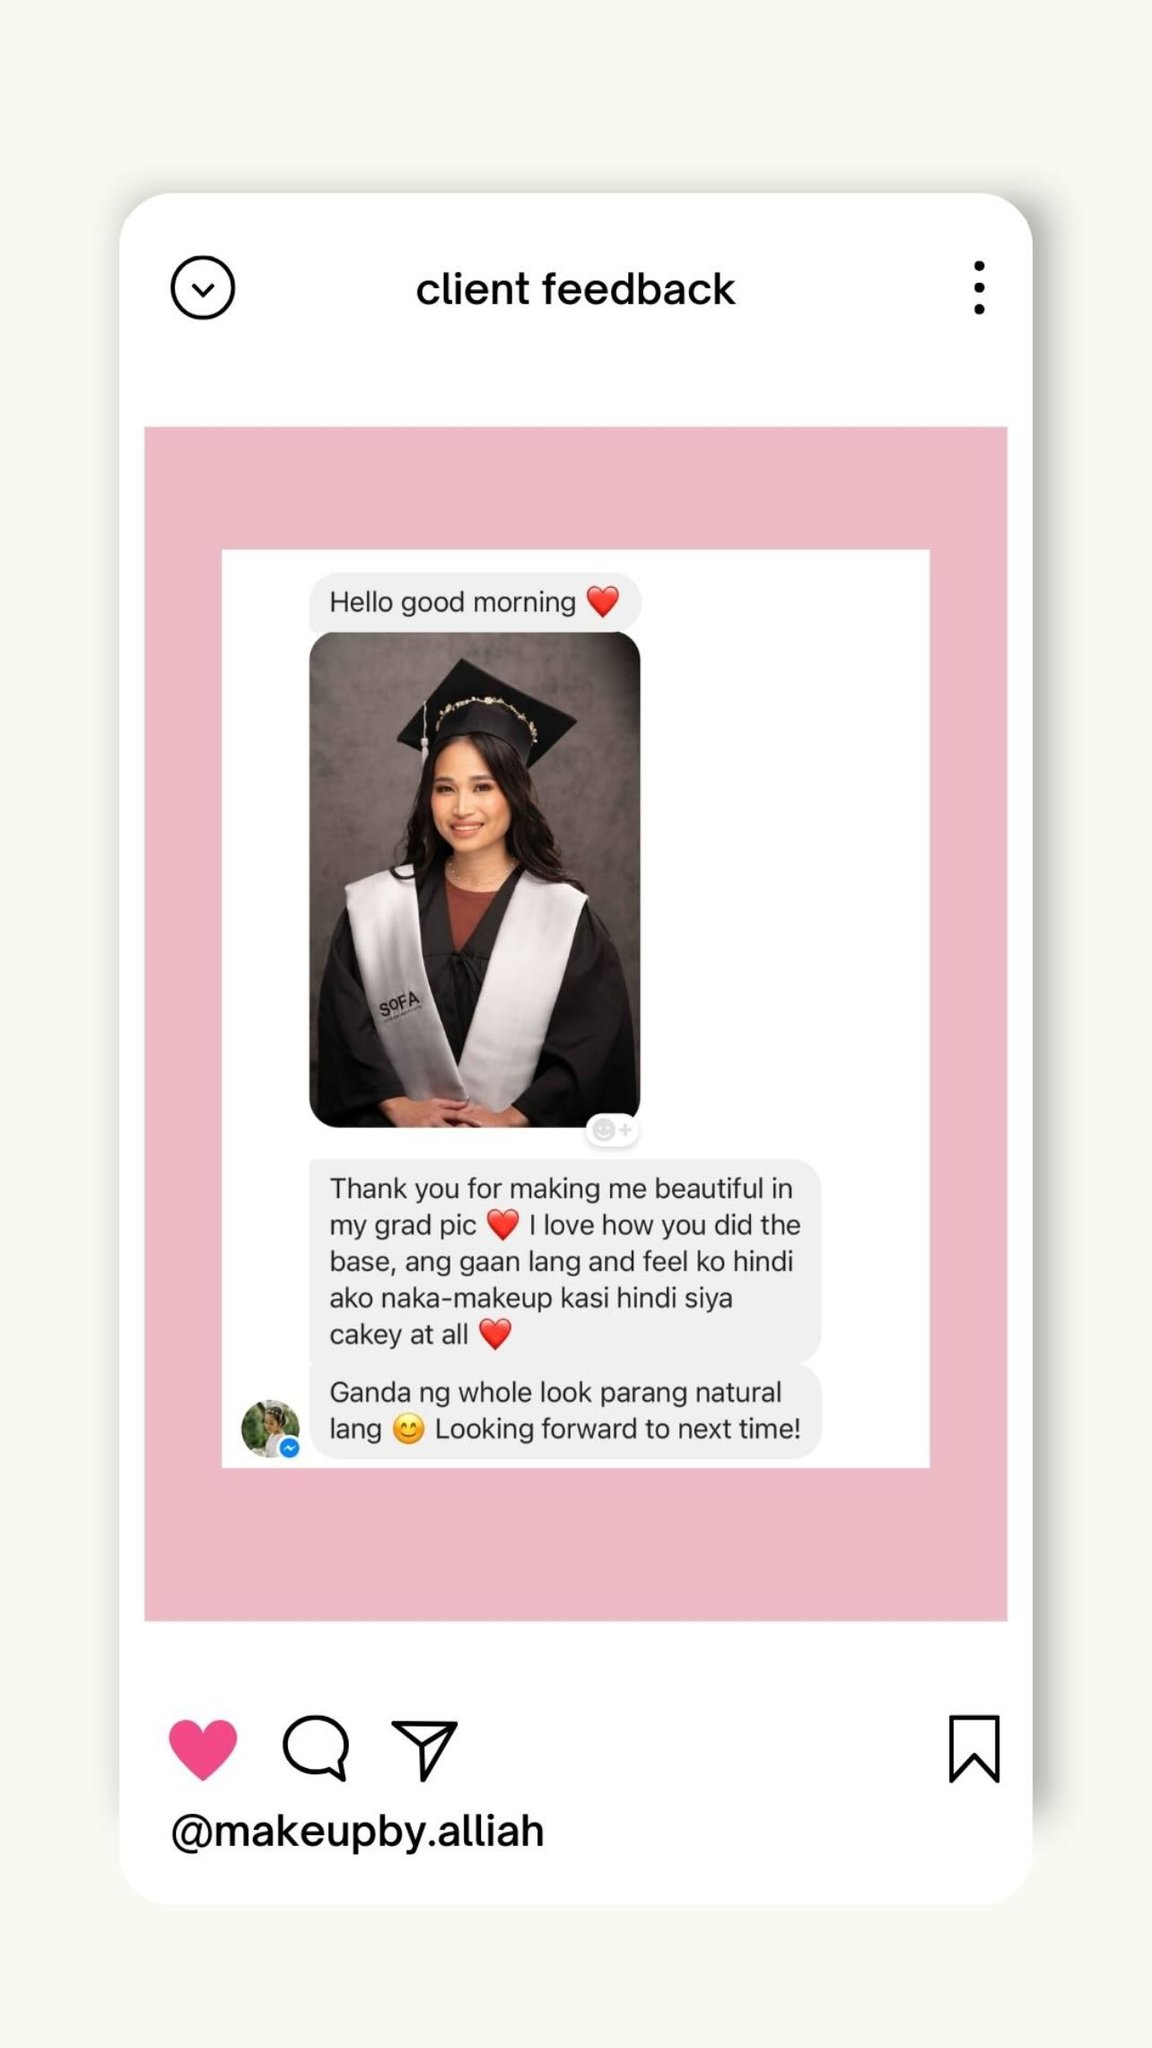 client feedback
Hello good morning ❤️
SOFA
Thank you for making me beautiful in
my grad pic ❤️ I love how you did the
base, ang gaan lang and feel ko hindi
ako naka-makeup kasi hindi siya
cakey at all ❤️
Ganda ng whole look parang natural
lang 😊 Looking forward to next time!
@makeupby.alliah